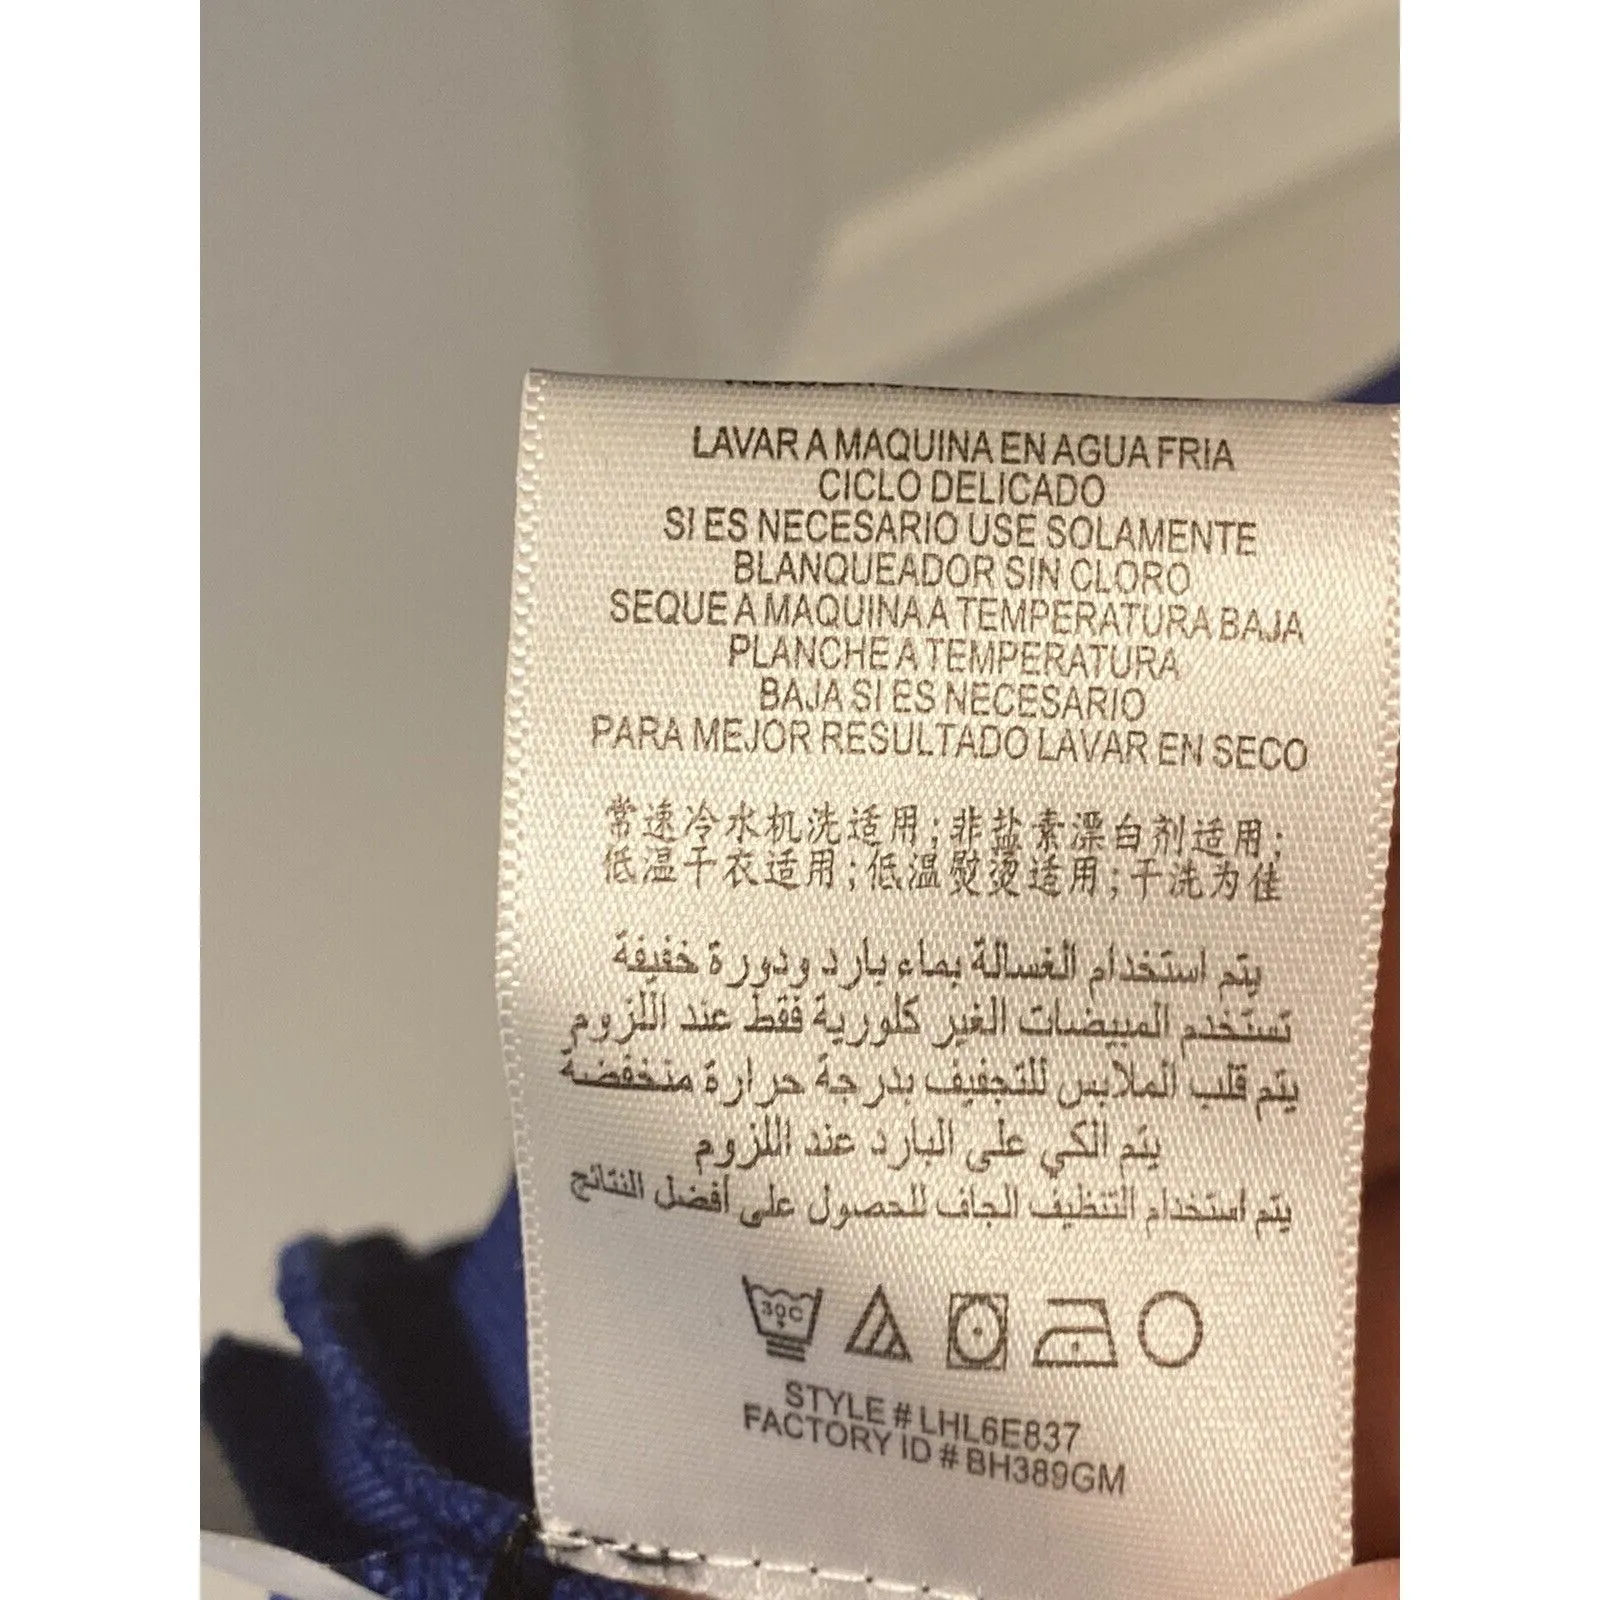 LAVAR A MAQUINA EN AGUA FRIA
CICLO DELICADO
SI ES NECESARIO USE SOLAMENTE
BLANQUEADOR SIN CLORO
SEQUE A MAQUINA A TEMPERATURA BAJA
PLANCHE A TEMPERATURA
BAJA SI ES NECESARIO
PARA MEJOR RESULTADO LAVAR EN SECO
常速冷水机洗适用;非盐素漂白剂适用;
低温干衣适用;低温熨烫适用;干洗为佳
يتم استخدام الغسالة بماء بارد ودورة خفيفة
تستخدم المبيضات الغير كلورية فقط عند اللزوم
يتم قلب الملابس للتجفيف بدرجة حرارة منخفضة
يتم الكي على البارد عند اللزوم
يتم استخدام التنظيف الجاف للحصول على افضل النتائج
30C
STYLE # LHL6E837
FACTORY ID # BH389GM